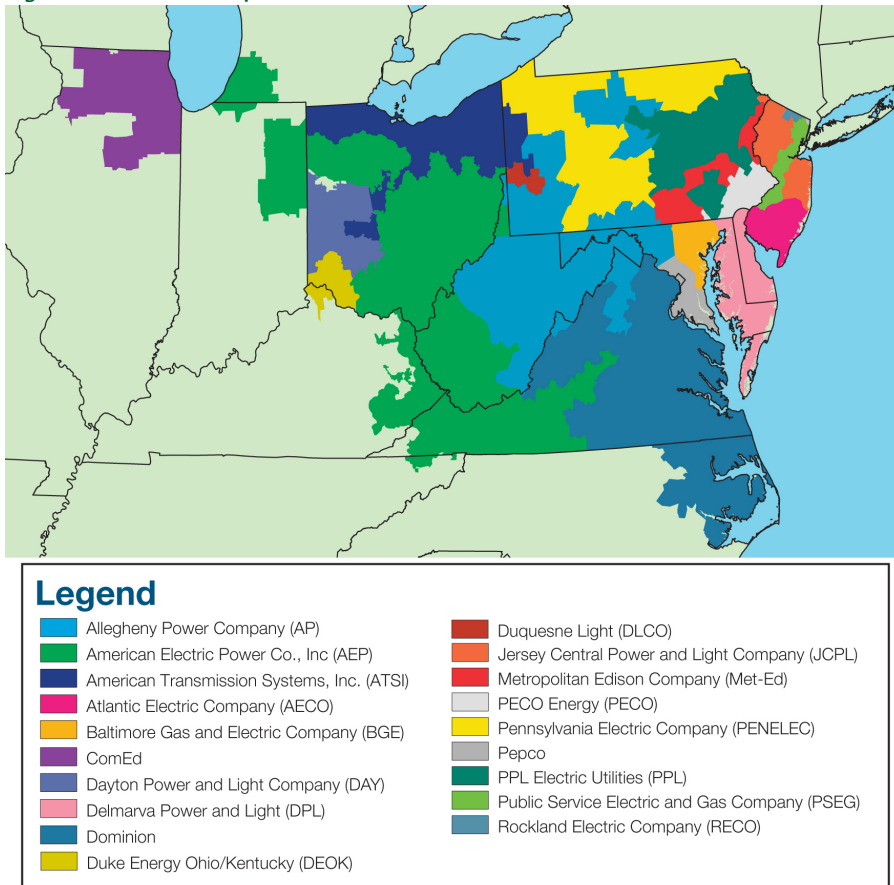 Legend
Allegheny Power Company (AP)
American Electric Power Co., Inc (AEP)
American Transmission Systems, Inc. (ATSI)
Atlantic Electric Company (AECO)
Baltimore Gas and Electric Company (BGE)
ComEd
Dayton Power and Light Company (DAY)
Delmarva Power and Light (DPL)
Dominion
Duke Energy Ohio/Kentucky (DEOK)
Duquesne Light (DLCO)
Jersey Central Power and Light Company (JCPL)
Metropolitan Edison Company (Met-Ed)
PECO Energy (PECO)
Pennsylvania Electric Company (PENELEC)
Pepco
PPL Electric Utilities (PPL)
Public Service Electric and Gas Company (PSEG)
Rockland Electric Company (RECO)